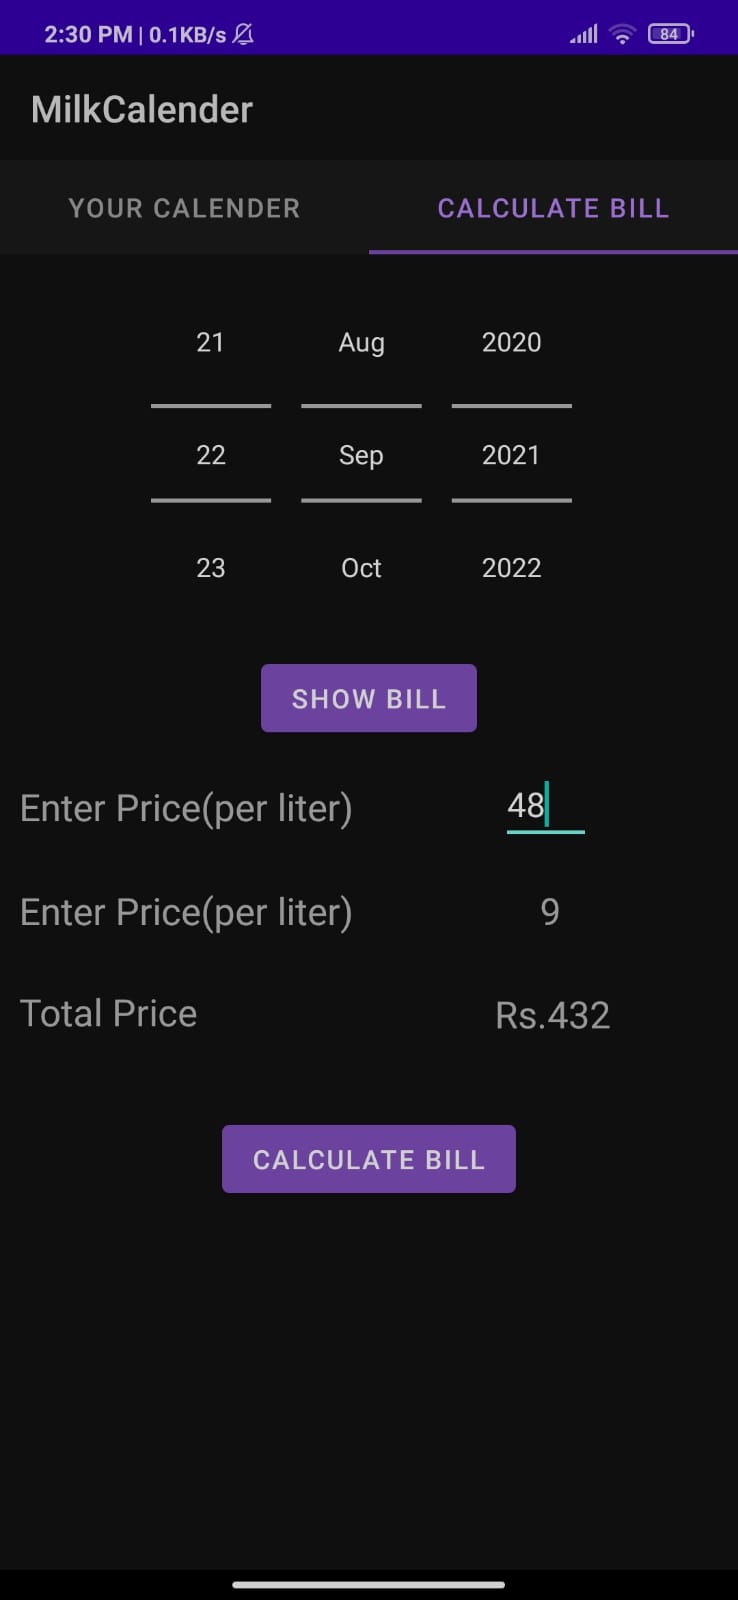 2:30 PM | 0.1KB/s 84
MilkCalender
YOUR CALENDER CALCULATE BILL
21 Aug 2020
22 Sep 2021
23 Oct 2022
SHOW BILL
Enter Price(per liter) 48
Enter Price(per liter) 9
Total Price Rs.432
CALCULATE BILL